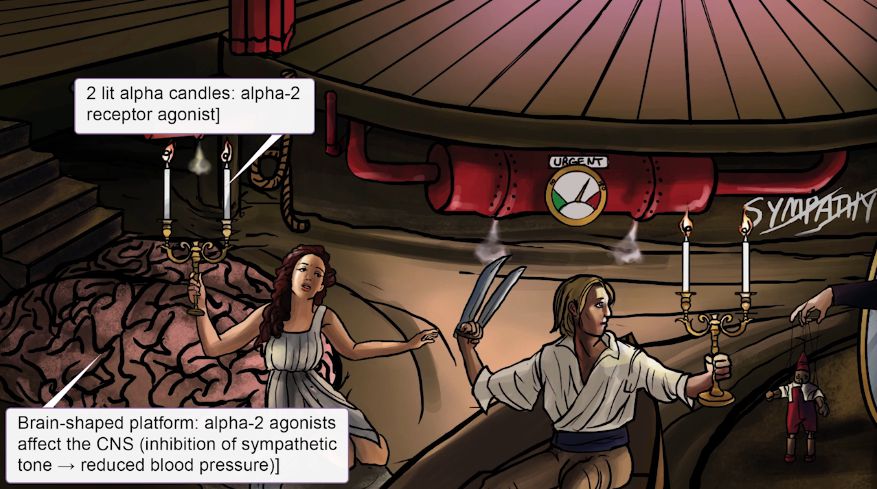 2 lit alpha candles: alpha-2
receptor agonist]
URGENT
SYMPATHY
Brain-shaped platform: alpha-2 agonists
affect the CNS (inhibition of sympathetic
tone → reduced blood pressure)]